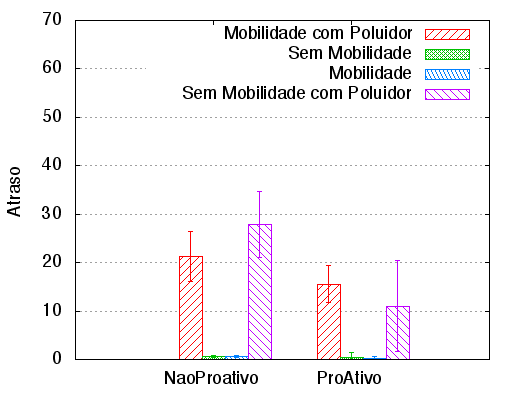 70
60
50
40
30
20
10
0
Atraso
Mobilidade com Poluidor
Sem Mobilidade
Mobilidade
Sem Mobilidade com Poluidor
NaoProativo
ProAtivo